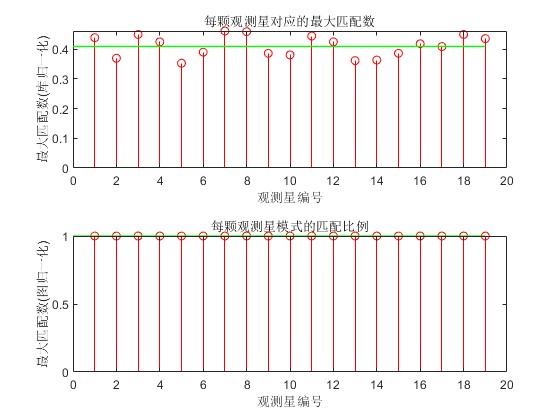 每颗观测星对应的最大匹配数
最大匹配数(库归一化)
0.4
0.3
0.2
0.1
0
0 2 4 6 8 10 12 14 16 18 20
观测星编号
每颗观测星模式的匹配比例
最大匹配数(图归一化)
1
0.5
0
0 2 4 6 8 10 12 14 16 18 20
观测星编号